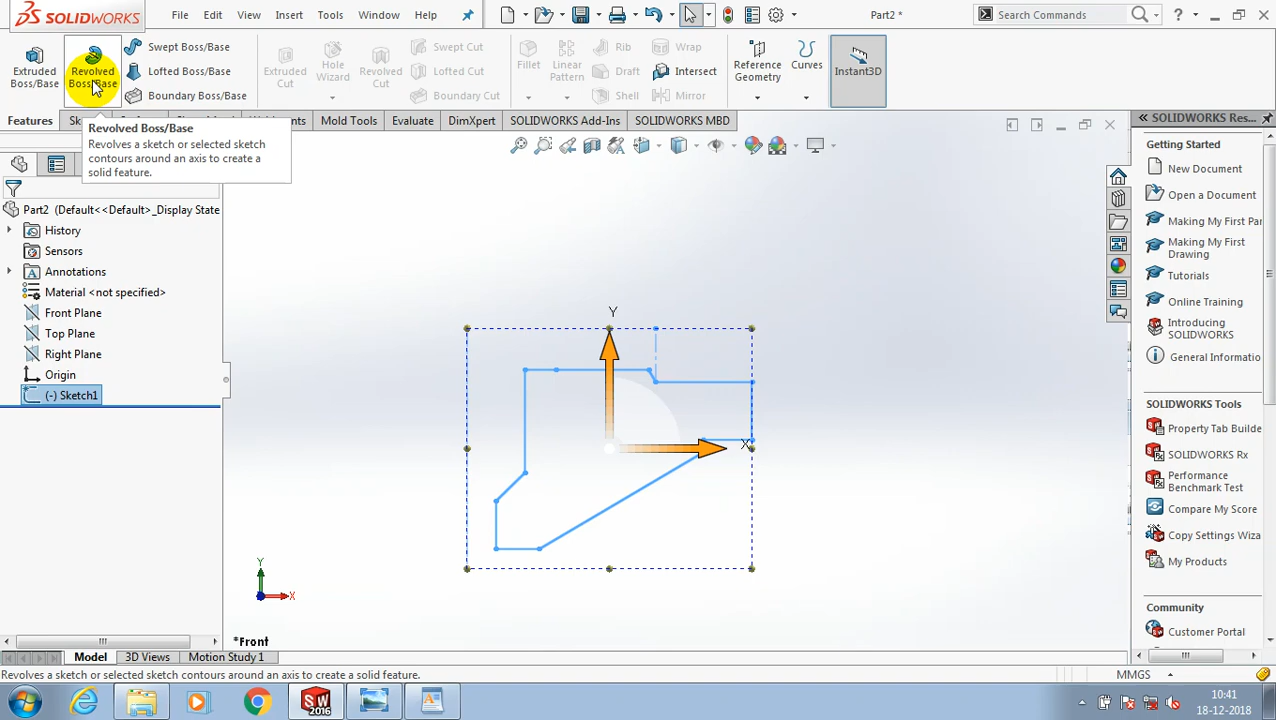 SOLIDWORKS
File Edit View Insert Tools Window Help
Part2 *
Search Commands
Extruded Boss/Base
Revolved Boss/Base
Swept Boss/Base
Lofted Boss/Base
Boundary Boss/Base
Extruded Cut
Hole Wizard
Revolved Cut
Swept Cut
Lofted Cut
Boundary Cut
Fillet
Linear Pattern
Rib
Draft
Shell
Wrap
Intersect
Mirror
Reference Geometry
Curves
Instant3D
Features
Mold Tools Evaluate DimXpert SOLIDWORKS Add-Ins SOLIDWORKS MBD
Revolved Boss/Base
Revolves a sketch or selected sketch
contours around an axis to create a
solid feature.
Part2 (Default<<Default>_Display State
History
Sensors
Annotations
Material <not specified>
Front Plane
Top Plane
Right Plane
Origin
(-) Sketch1
Y
X
Y
X
*Front
SOLIDWORKS Res...
Getting Started
New Document
Open a Document
Making My First Par
Making My First
Drawing
Tutorials
Online Training
Introducing
SOLIDWORKS
General Informatio
SOLIDWORKS Tools
Property Tab Builde
SOLIDWORKS Rx
Performance
Benchmark Test
Compare My Score
Copy Settings Wiza
My Products
Community
Customer Portal
Model 3D Views Motion Study 1
Revolves a sketch or selected sketch contours around an axis to create a solid feature.
MMGS
SW
2016
10:41
18-12-2018